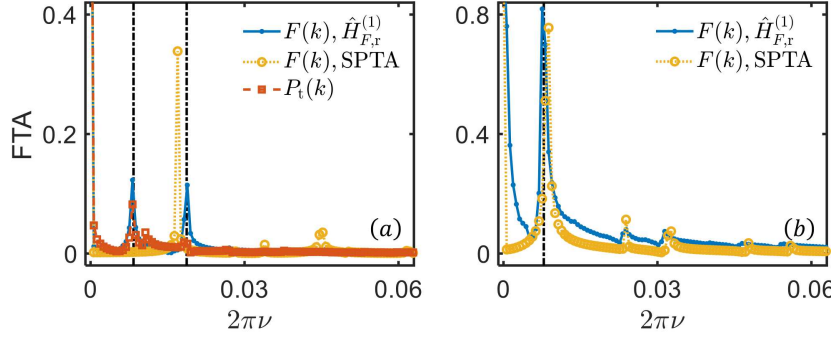 FTA
0.4
0.2
0
F(k), Ĥ_{F,r}^{(1)}
F(k), SPTA
P_t(k)
(a)
0 0.03 0.06
2πν
0.8
0.4
0
F(k), Ĥ_{F,r}^{(1)}
F(k), SPTA
(b)
0 0.03 0.06
2πν